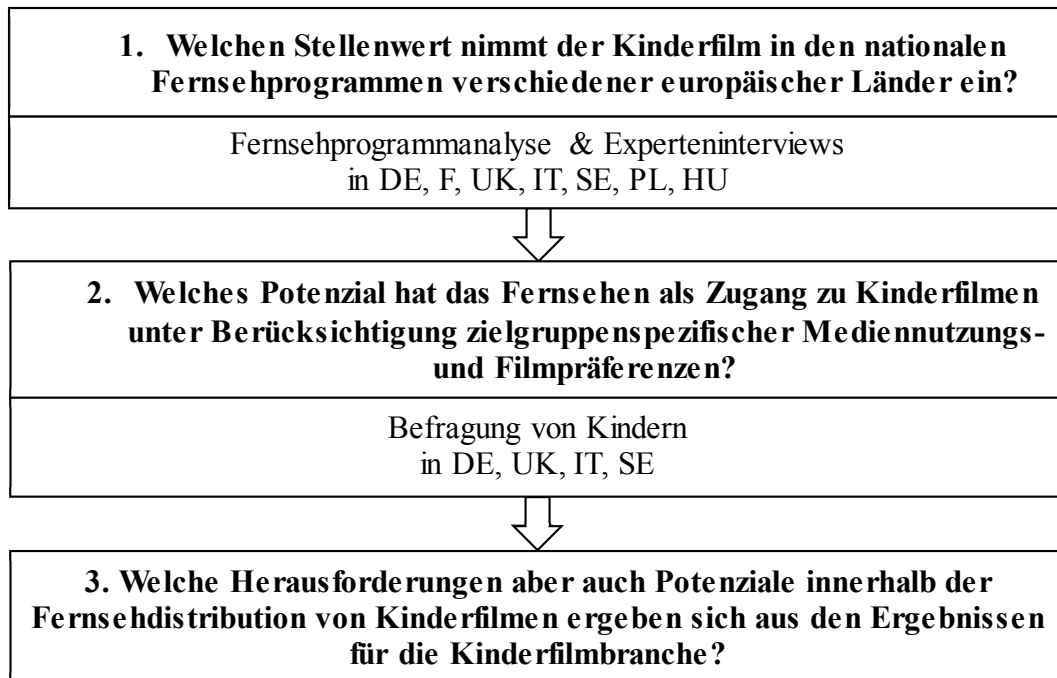 1. Welchen Stellenwert nimmt der Kinderfilm in den nationalen
Fernsehprogrammen verschiedener europäischer Länder ein?
Fernsehprogrammanalyse & Experteninterviews
in DE, F, UK, IT, SE, PL, HU
2. Welches Potenzial hat das Fernsehen als Zugang zu Kinderfilmen
unter Berücksichtigung zielgruppenspezifischer Mediennutzungs-
und Filmpräferenzen?
Befragung von Kindern
in DE, UK, IT, SE
3. Welche Herausforderungen aber auch Potenziale innerhalb der
Fernsehdistribution von Kinderfilmen ergeben sich aus den Ergebnissen
für die Kinderfilmbranche?